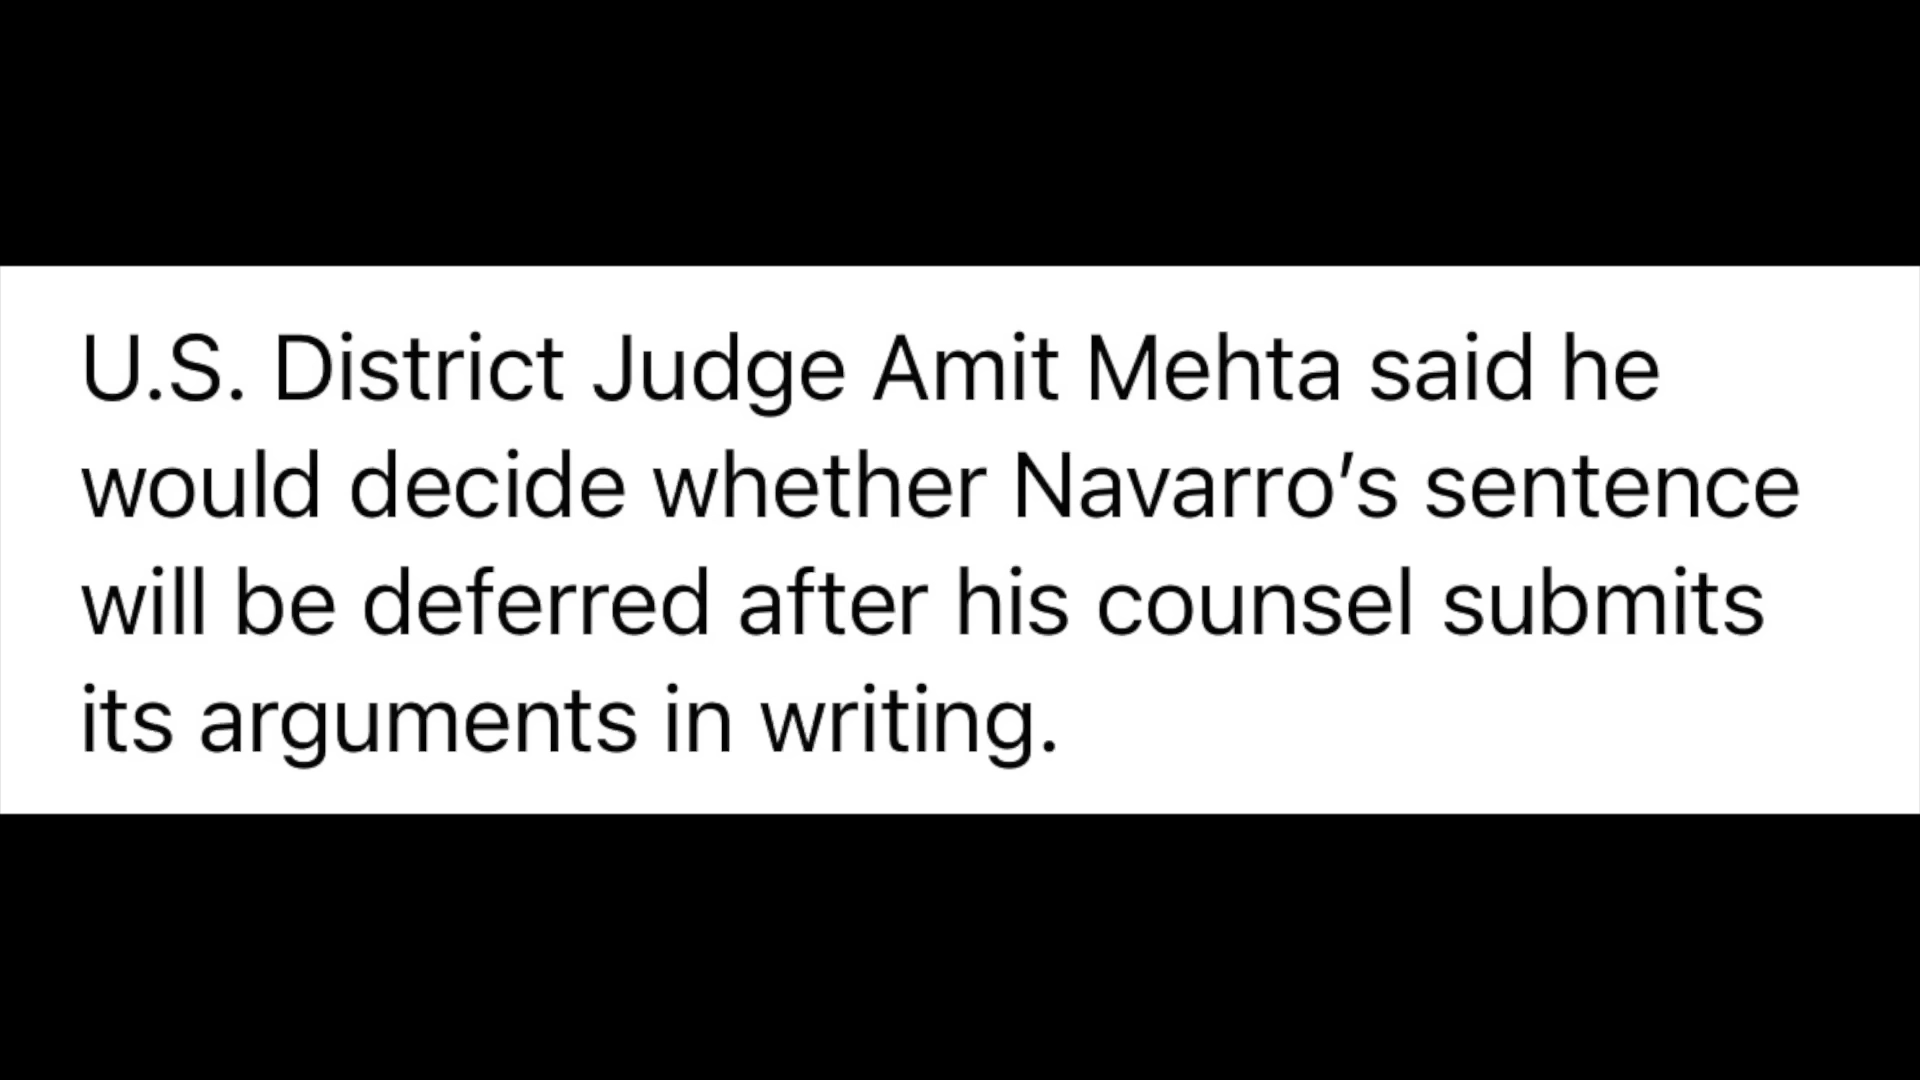 U.S. District Judge Amit Mehta said he
would decide whether Navarro’s sentence
will be deferred after his counsel submits
its arguments in writing.